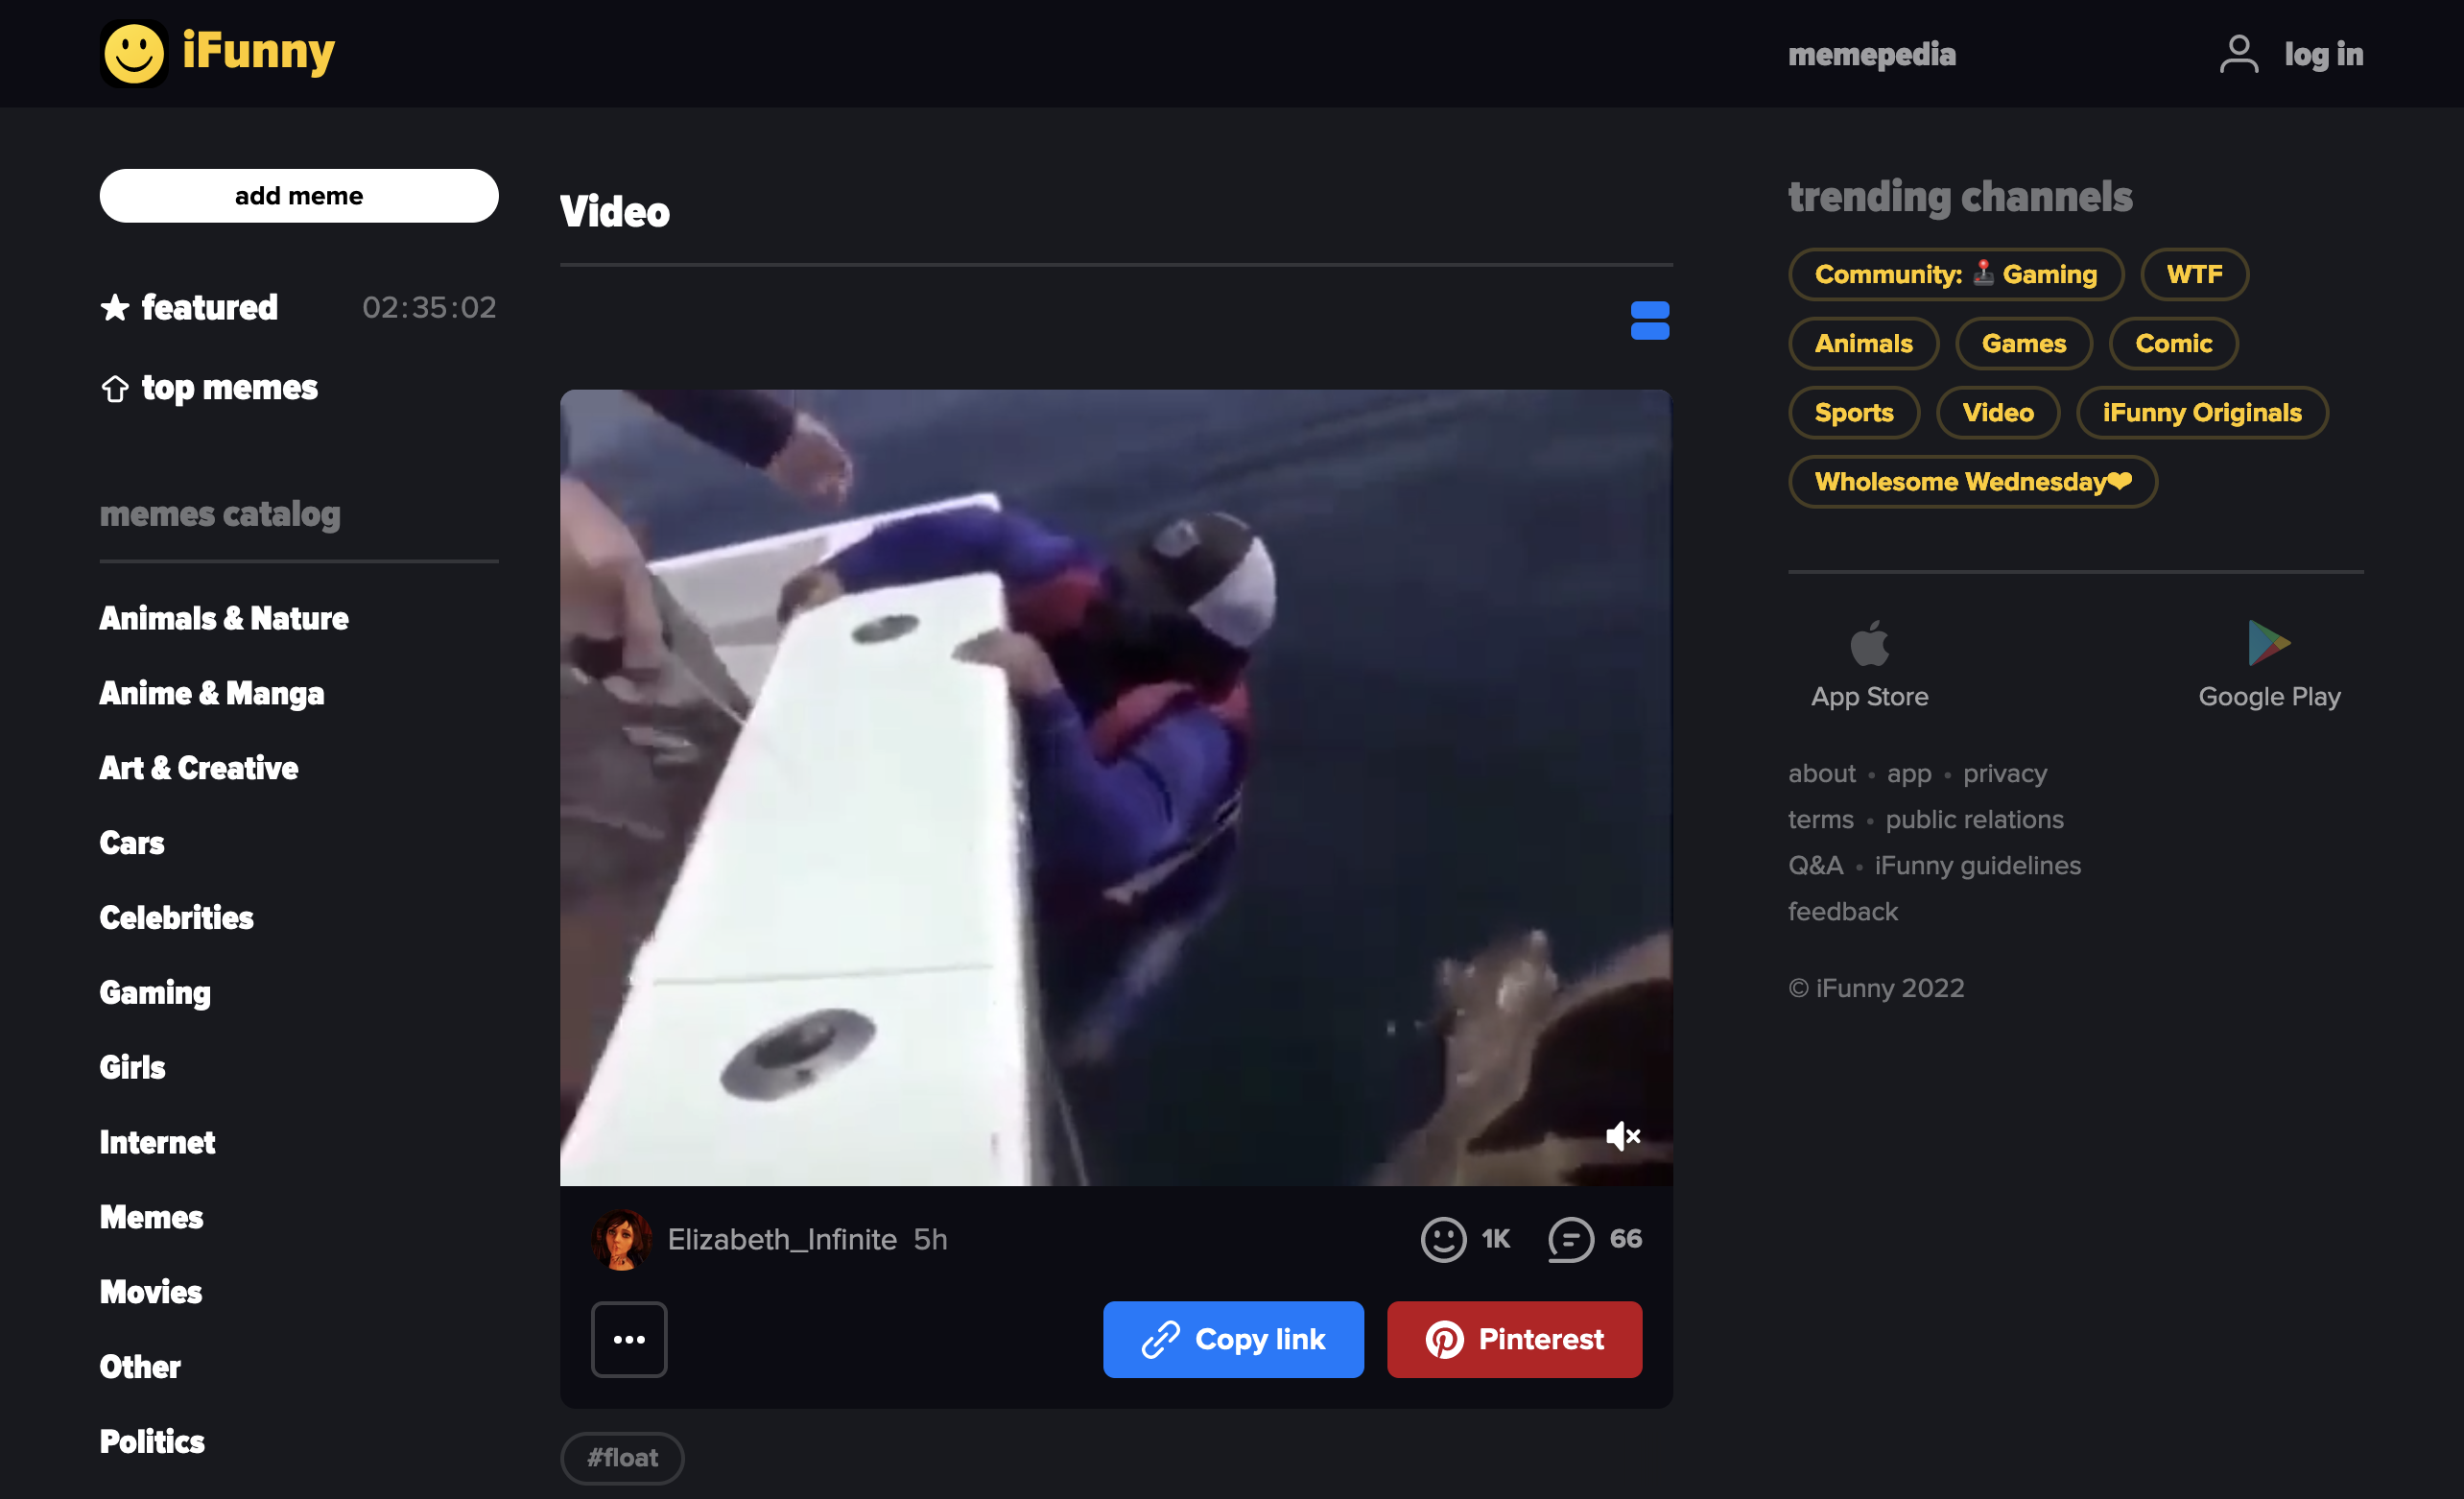 iFunny
memepedia
log in
add meme
featured 02:35:02
top memes
memes catalog
Animals & Nature
Anime & Manga
Art & Creative
Cars
Celebrities
Gaming
Girls
Internet
Memes
Movies
Other
Politics
Video
Elizabeth_Infinite 5h
1K 66
Copy link
Pinterest
#float
trending channels
Community: 🕹️ Gaming WTF
Animals Games Comic
Sports Video iFunny Originals
Wholesome Wednesday❤
App Store Google Play
about • app • privacy
terms • public relations
Q&A • iFunny guidelines
feedback
© iFunny 2022